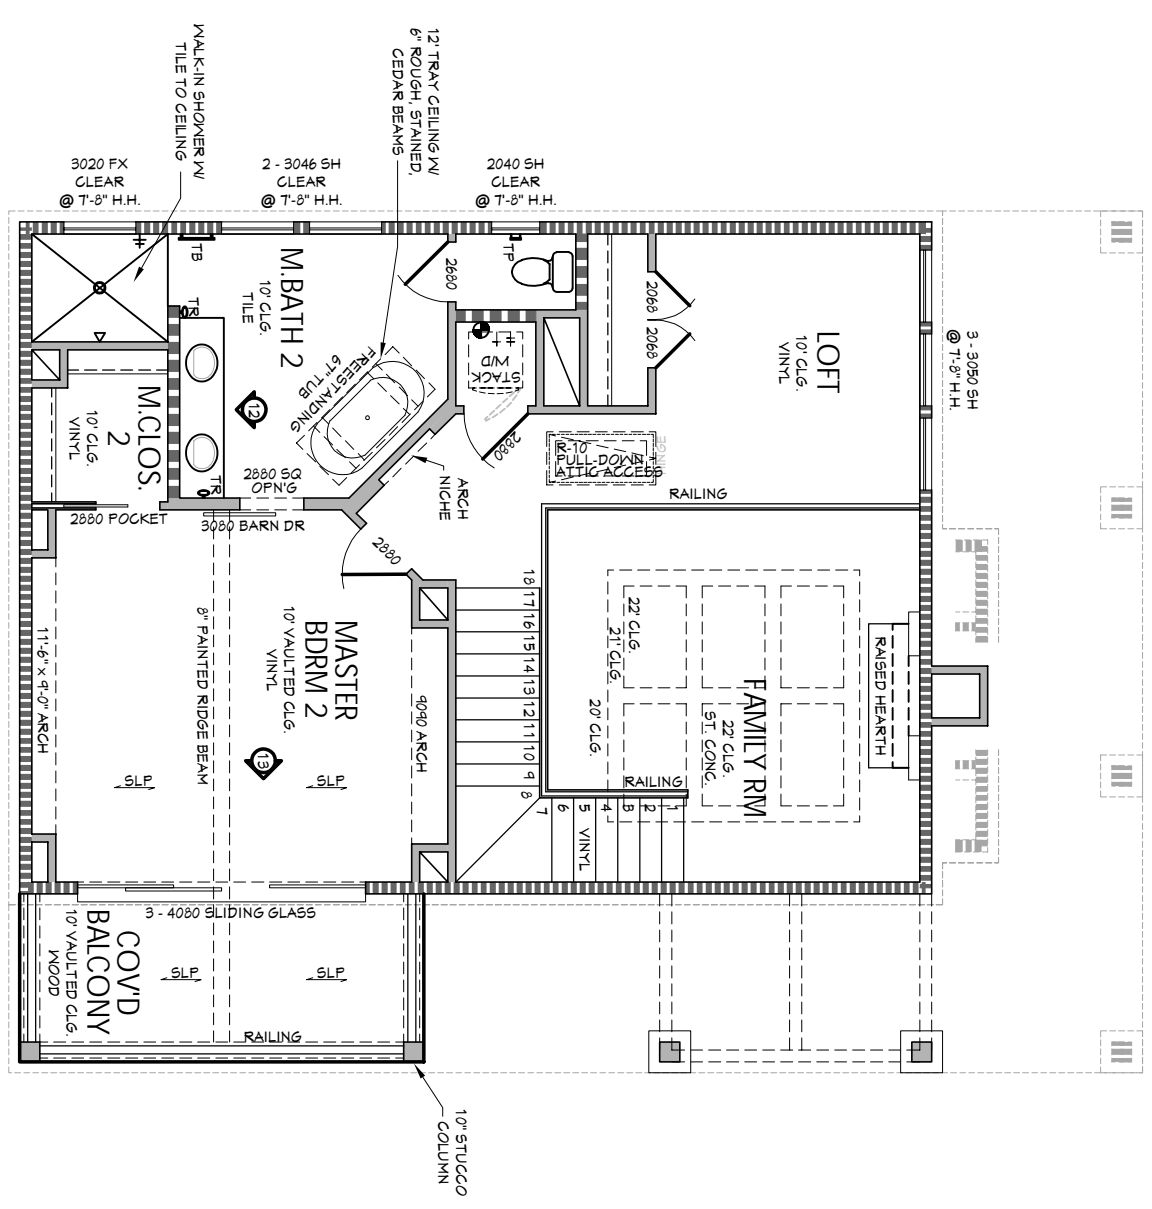 WALK-IN SHOWER W/
TILE TO CEILING
12' TRAY CEILING W/
6" ROUGH, STAINED,
CEDAR BEAMS
3020 FX
CLEAR
@ 7'-8" H.H.
2 - 3046 SH
CLEAR
@ 7'-8" H.H.
2040 SH
CLEAR
@ 7'-8" H.H.
TB
TR
M.BATH 2
10' CLG.
TILE
2680
TP
STACK
W/D
2068
2068
LOFT
10' CLG.
VINYL
3 - 3050 SH
@ 7'-8" H.H.
FREESTANDING
67" TUB
12
M.CLOS.
2
10' CLG.
VINYL
TR
2880 SQ
OPN'G
2880 POCKET
3080 BARN DR
2880
ARCH
NICHE
R-10
PULL-DOWN
ATTIC ACCESS
HINGE
RAILING
2880
18
17
16
15
14
13
12
11
10
9
8
7
6
5
4
3
2
1
VINYL
22' CLG.
21' CLG.
20' CLG.
FAMILY RM
22' CLG.
ST. CONC.
RAILING
RAISED HEARTH
11'-6" x 9'-0" ARCH
8" PAINTED RIDGE BEAM
MASTER
BDRM 2
10' VAULTED CLG.
VINYL
9090 ARCH
13
SLP
SLP
3 - 4080 SLIDING GLASS
COV'D
BALCONY
10' VAULTED CLG.
WOOD
SLP
SLP
RAILING
10" STUCCO
COLUMN